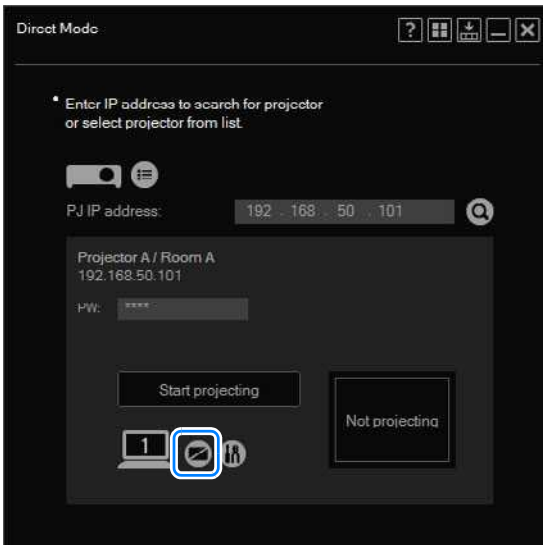 Direct Mode
?
* Enter IP address to search for projector
or select projector from list.
PJ IP address: 192 . 168 . 50 . 101
Projector A / Room A
192.168.50.101
PW: ****
Start projecting
Not projecting
1